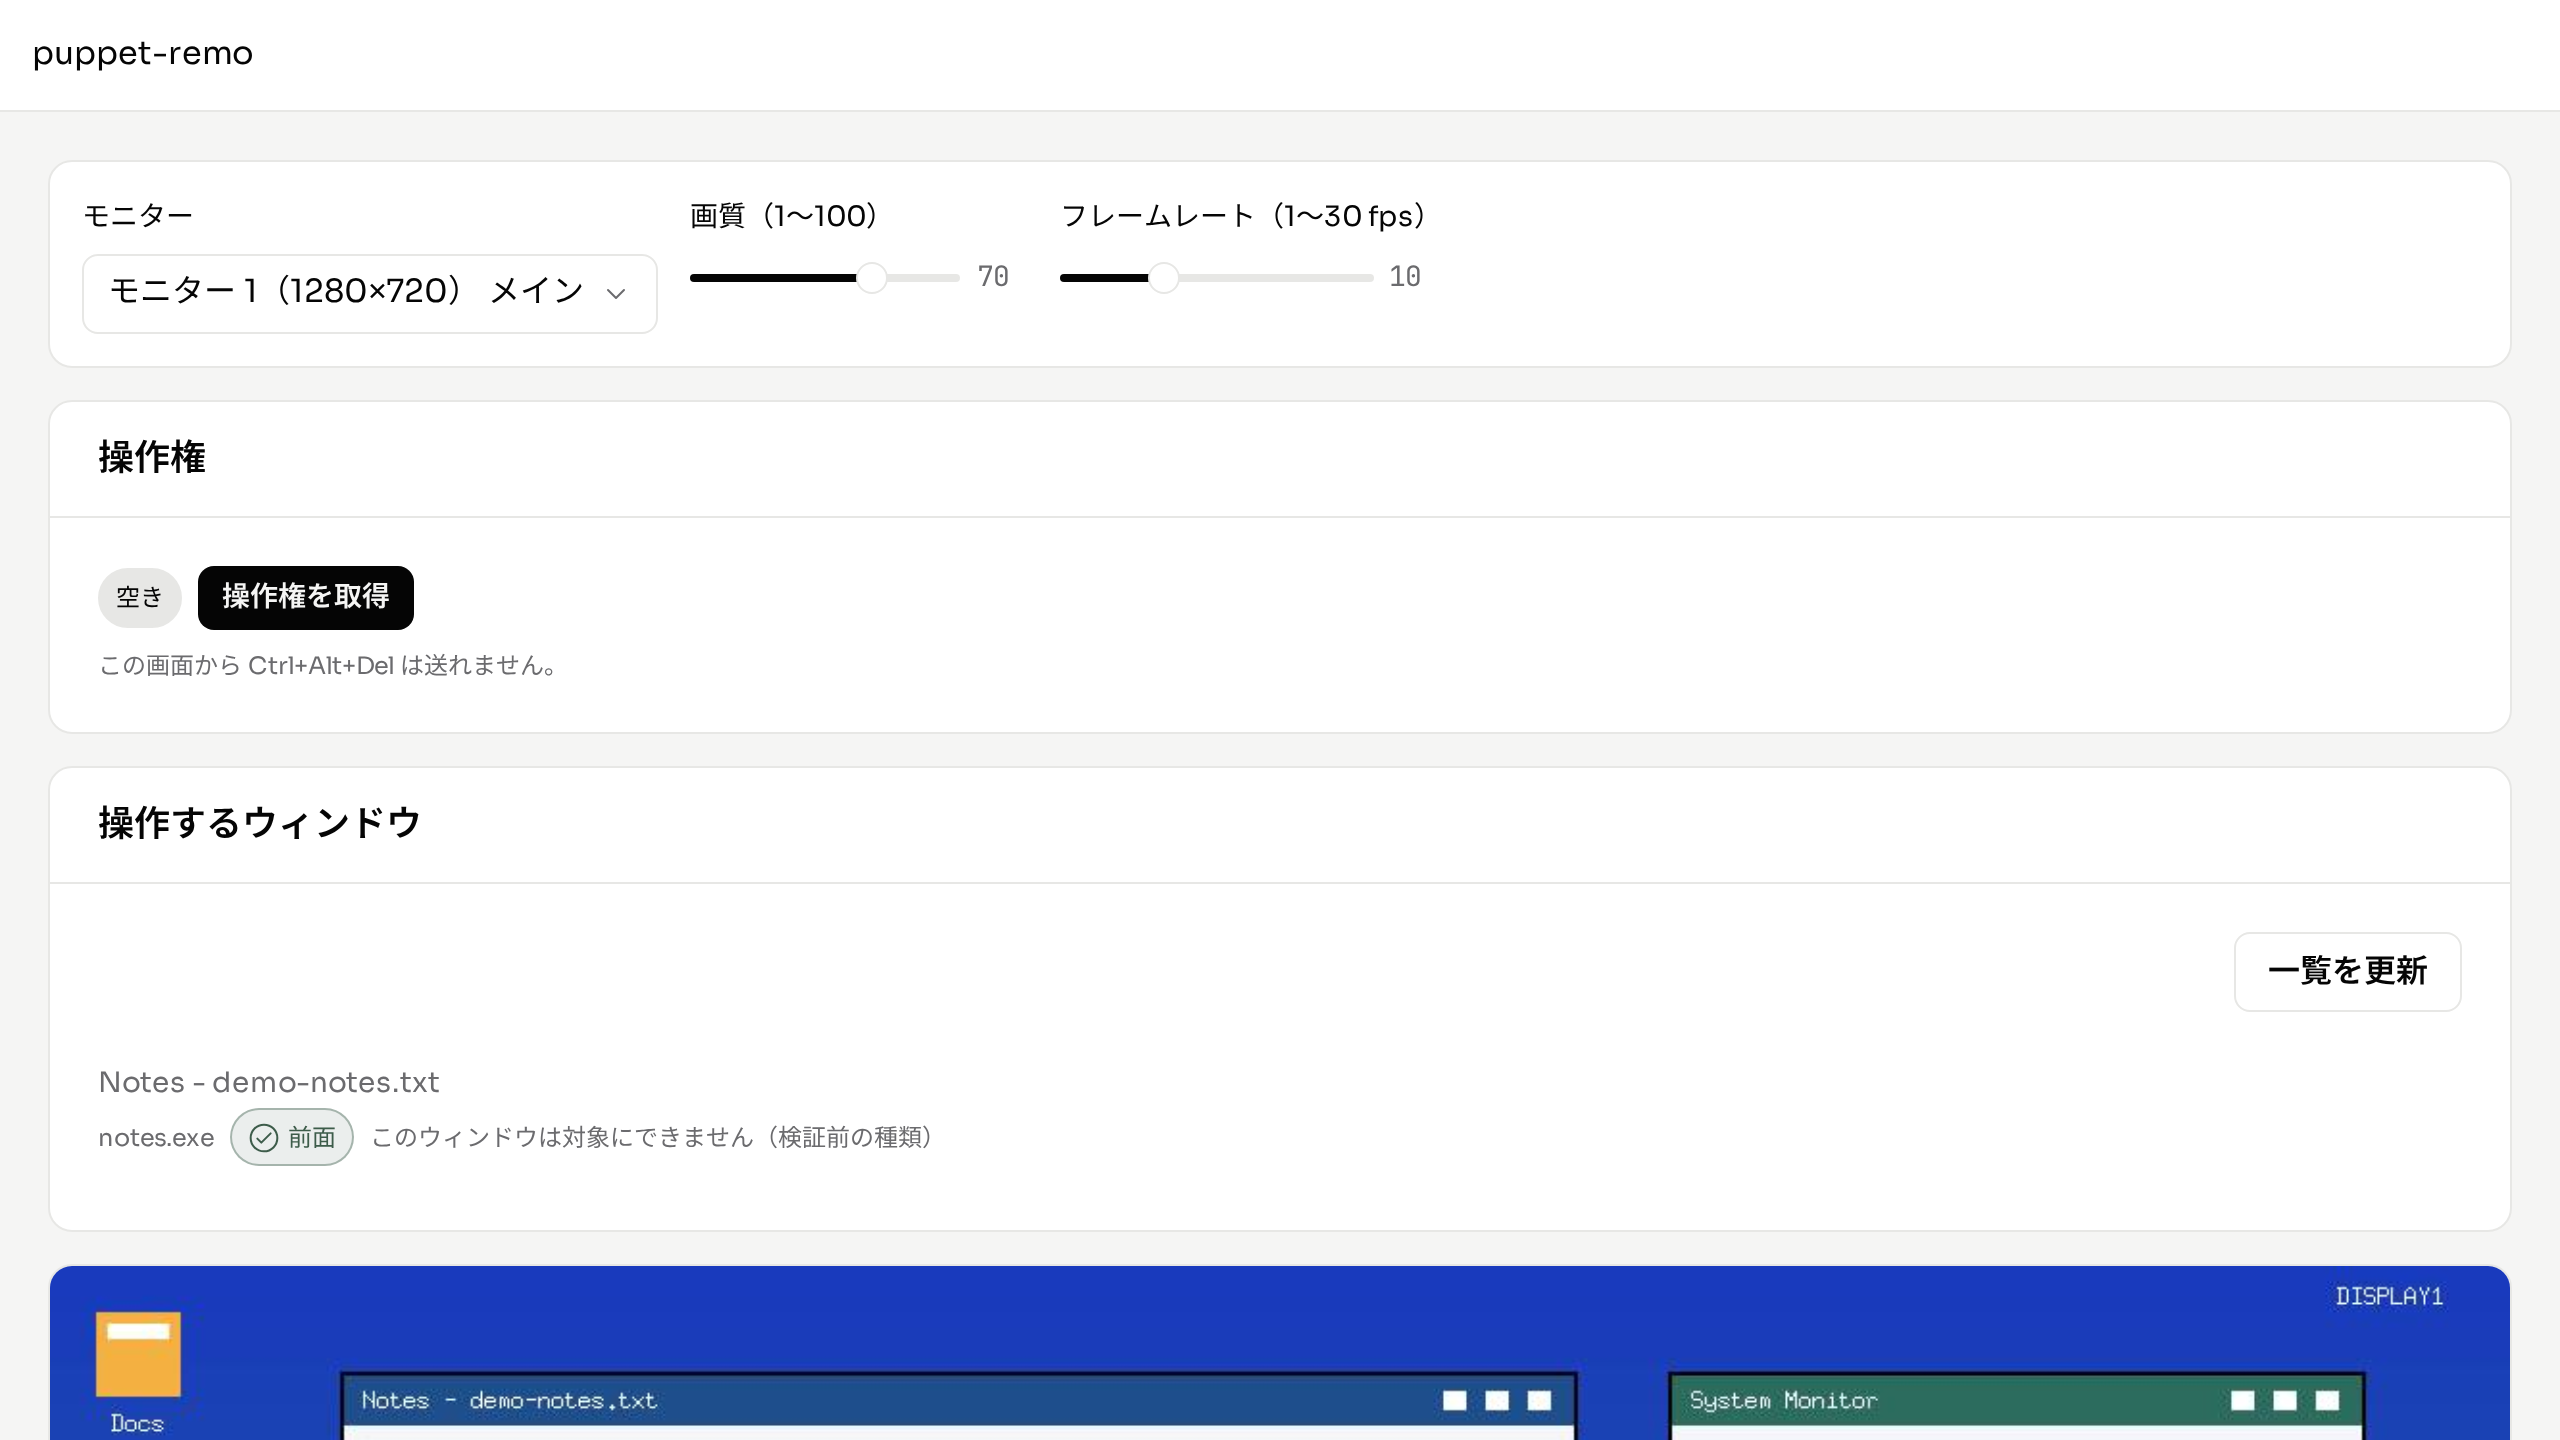 puppet-remo
モニター
画質（1〜100）
フレームレート（1〜30 fps）
モニター 1（1280×720） メイン
70
10
操作権
空き
操作権を取得
この画面から Ctrl+Alt+Del は送れません。
操作するウィンドウ
一覧を更新
Notes - demo-notes.txt
notes.exe
前面
このウィンドウは対象にできません（検証前の種類）
DISPLAY1
Docs
Notes - demo-notes.txt
System Monitor